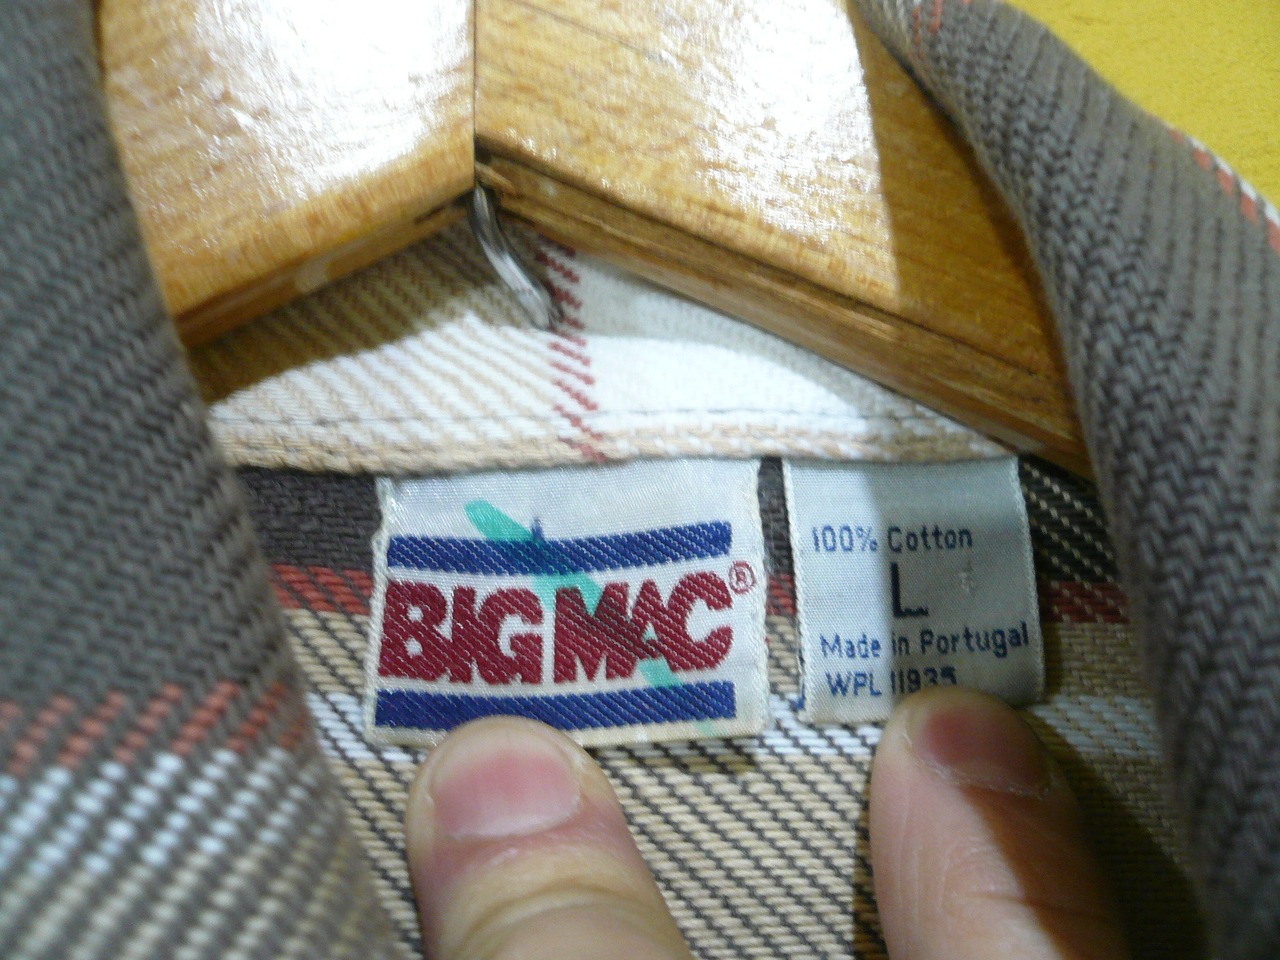 BIG MAC®
100% Cotton
L
Made in Portugal
WPL 11935